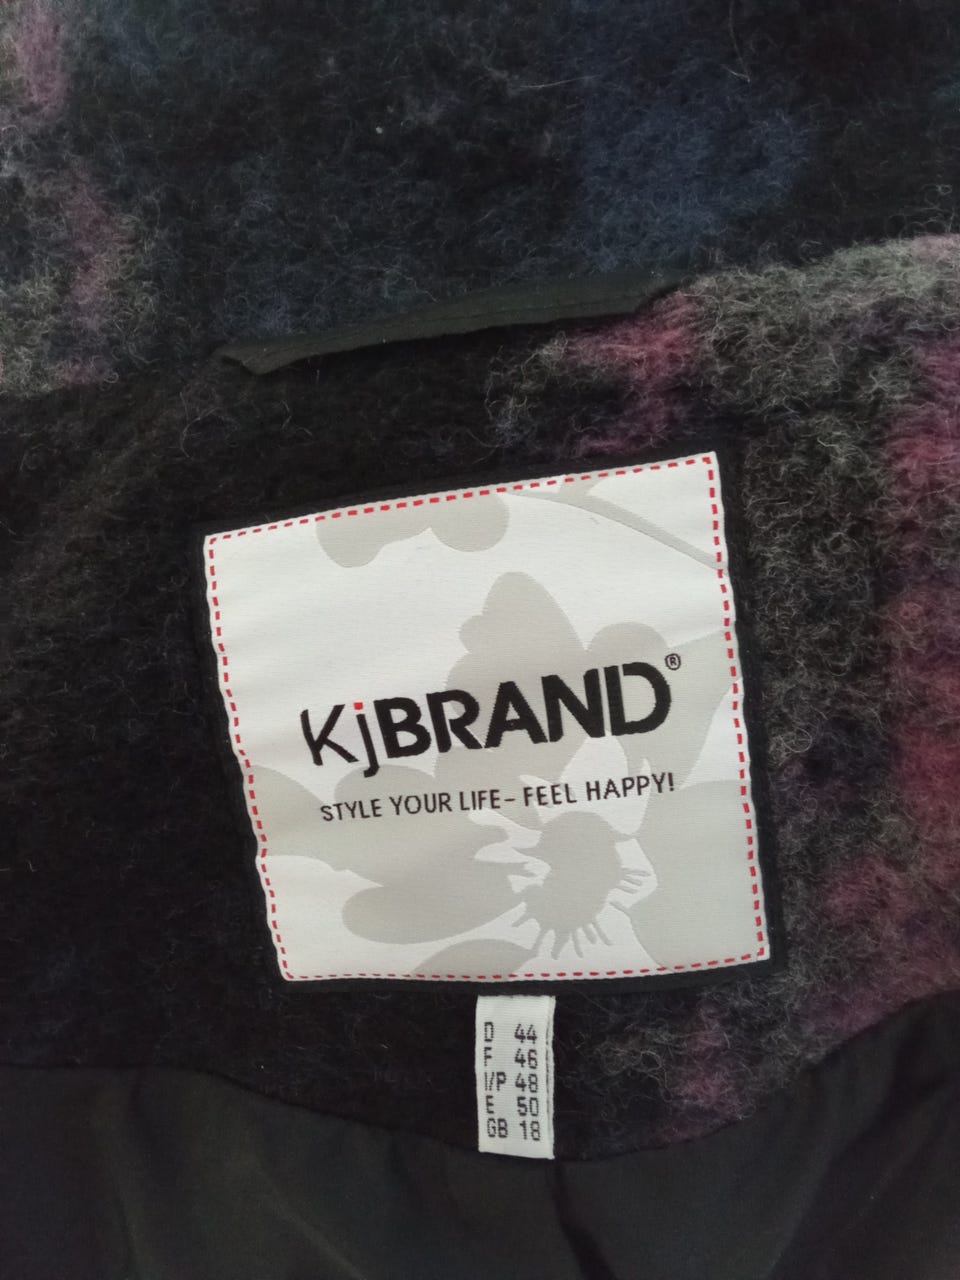 KjBRAND®
STYLE YOUR LIFE- FEEL HAPPY!
D 44
F 46
I/P 48
E 50
GB 18